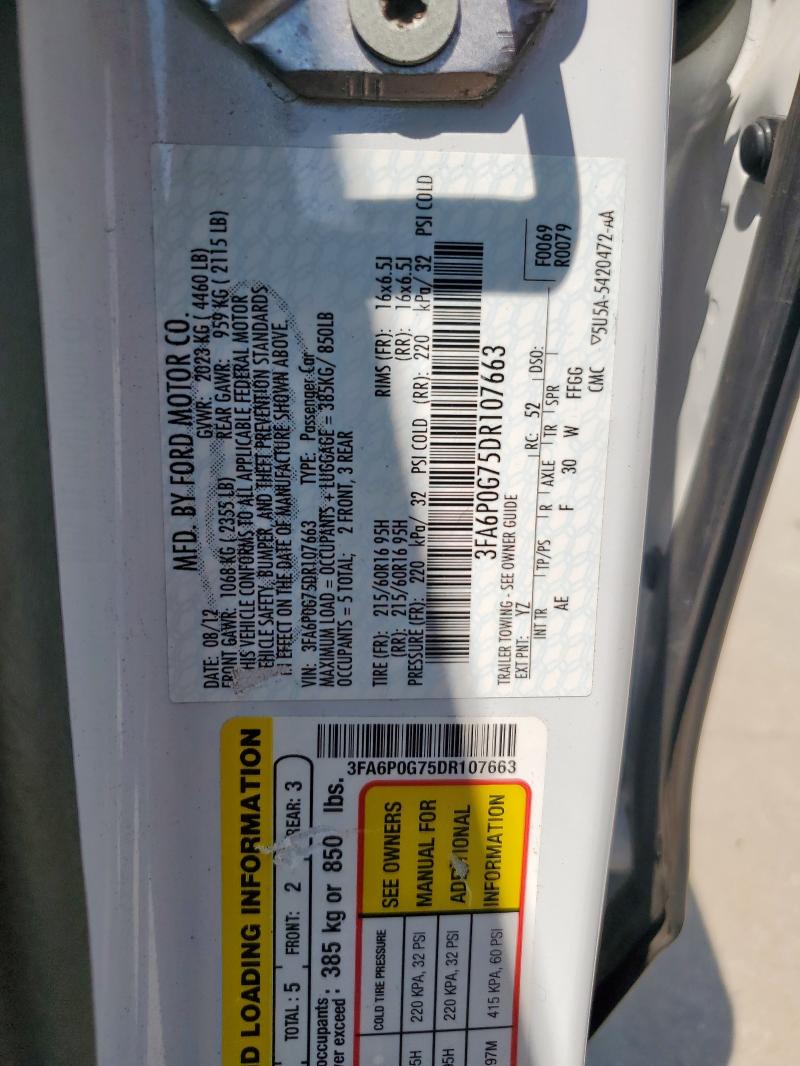 MFD. BY FORD MOTOR CO.
DATE: 08/12 GVWR: 2023 KG ( 4460 LB)
FRONT GAWR: 1068 KG ( 2355 LB) REAR GAWR: 959 KG ( 2115 LB)
THIS VEHICLE CONFORMS TO ALL APPLICABLE FEDERAL MOTOR
VEHICLE SAFETY, BUMPER, AND THEFT PREVENTION STANDARDS
IN EFFECT ON THE DATE OF MANUFACTURE SHOWN ABOVE.
VIN: 3FA6P0G75DR107663 TYPE: Passenger Car
MAXIMUM LOAD = OCCUPANTS + LUGGAGE = 385KG/ 850LB
OCCUPANTS = 5 TOTAL, 2 FRONT, 3 REAR
TIRE (FR): 215/60R16 95H RIMS (FR): 16x6.5J
(RR): 215/60R16 95H (RR): 16x6.5J
PRESSURE (FR): 220 kPa/ 32 PSI COLD (RR): 220 kPa/ 32 PSI COLD
3FA6P0G75DR107663
TRAILER TOWING - SEE OWNER GUIDE F0069
EXT PNT: YZ RC: 52 DSO: R0079
INT TR TP/PS R AXLE TR SPR
AE F 30 W FFGG
CMC ▽5U5A-5420472-AA
3FA6P0G75DR107663
LOADING INFORMATION
TOTAL : 5 FRONT: 2 REAR: 3
occupants : 385 kg or 850 lbs.
exceed
COLD TIRE PRESSURE
220 KPA, 32 PSI
220 KPA, 32 PSI
97M 415 KPA, 60 PSI
SEE OWNERS
MANUAL FOR
ADDITIONAL
INFORMATION